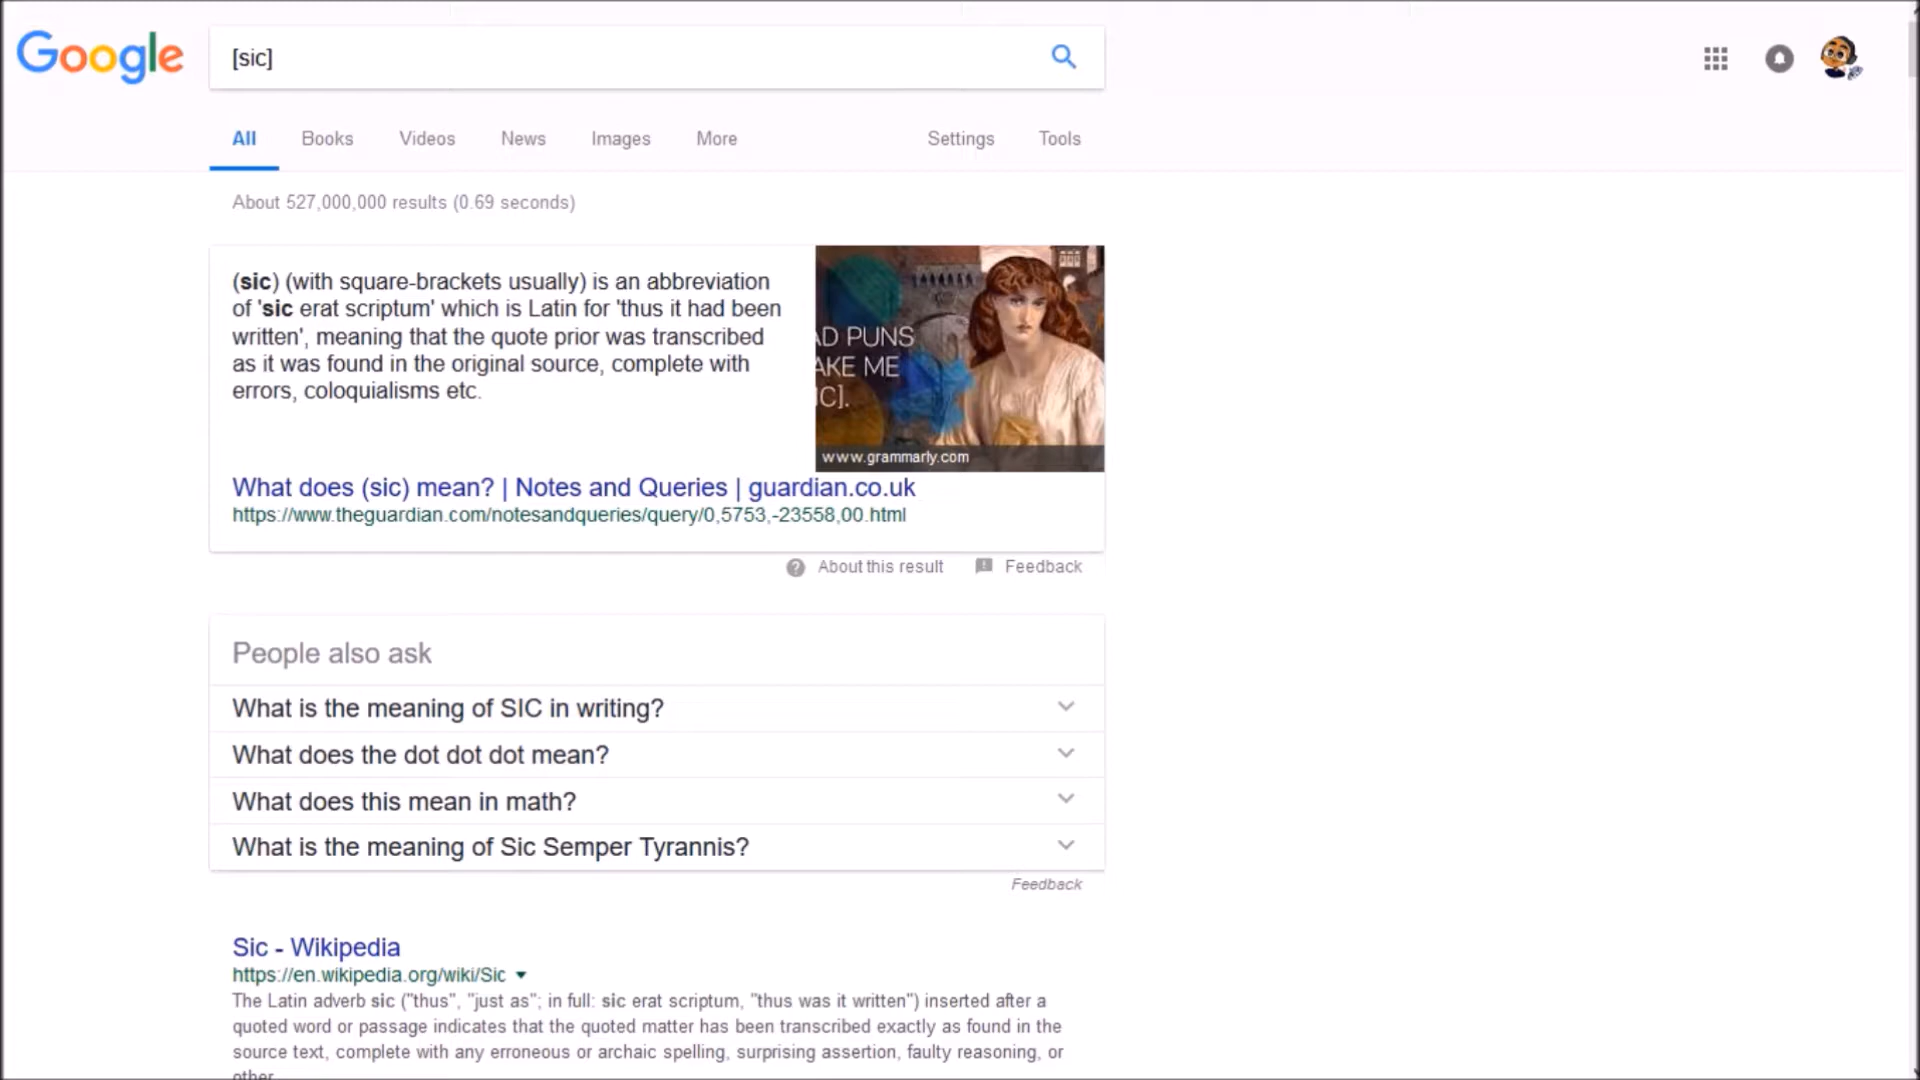 Google
[sic]
All Books Videos News Images More Settings Tools
About 527,000,000 results (0.69 seconds)
(sic) (with square-brackets usually) is an abbreviation
of 'sic erat scriptum' which is Latin for 'thus it had been
written', meaning that the quote prior was transcribed
as it was found in the original source, complete with
errors, coloquialisms etc.
AD PUNS
AKE ME
IC].
www.grammarly.com
What does (sic) mean? | Notes and Queries | guardian.co.uk
https://www.theguardian.com/notesandqueries/query/0,5753,-23558,00.html
About this result Feedback
People also ask
What is the meaning of SIC in writing?
What does the dot dot dot mean?
What does this mean in math?
What is the meaning of Sic Semper Tyrannis?
Feedback
Sic - Wikipedia
https://en.wikipedia.org/wiki/Sic
The Latin adverb sic ("thus", "just as"; in full: sic erat scriptum, "thus was it written") inserted after a
quoted word or passage indicates that the quoted matter has been transcribed exactly as found in the
source text, complete with any erroneous or archaic spelling, surprising assertion, faulty reasoning, or
other